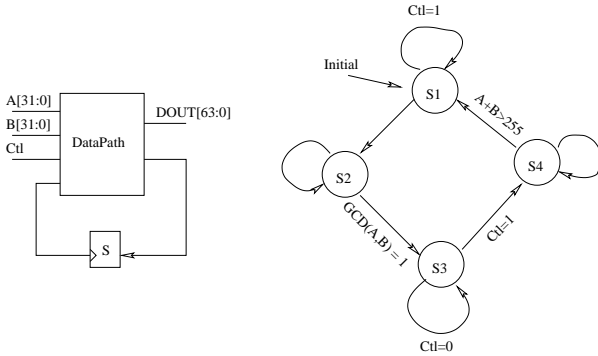 A[31:0]
B[31:0]
Ctl
DataPath
DOUT[63:0]
S
Ctl=1
Initial
S1
A+B>255
S2
S4
GCD(A,B) = 1
Ctl=1
S3
Ctl=0